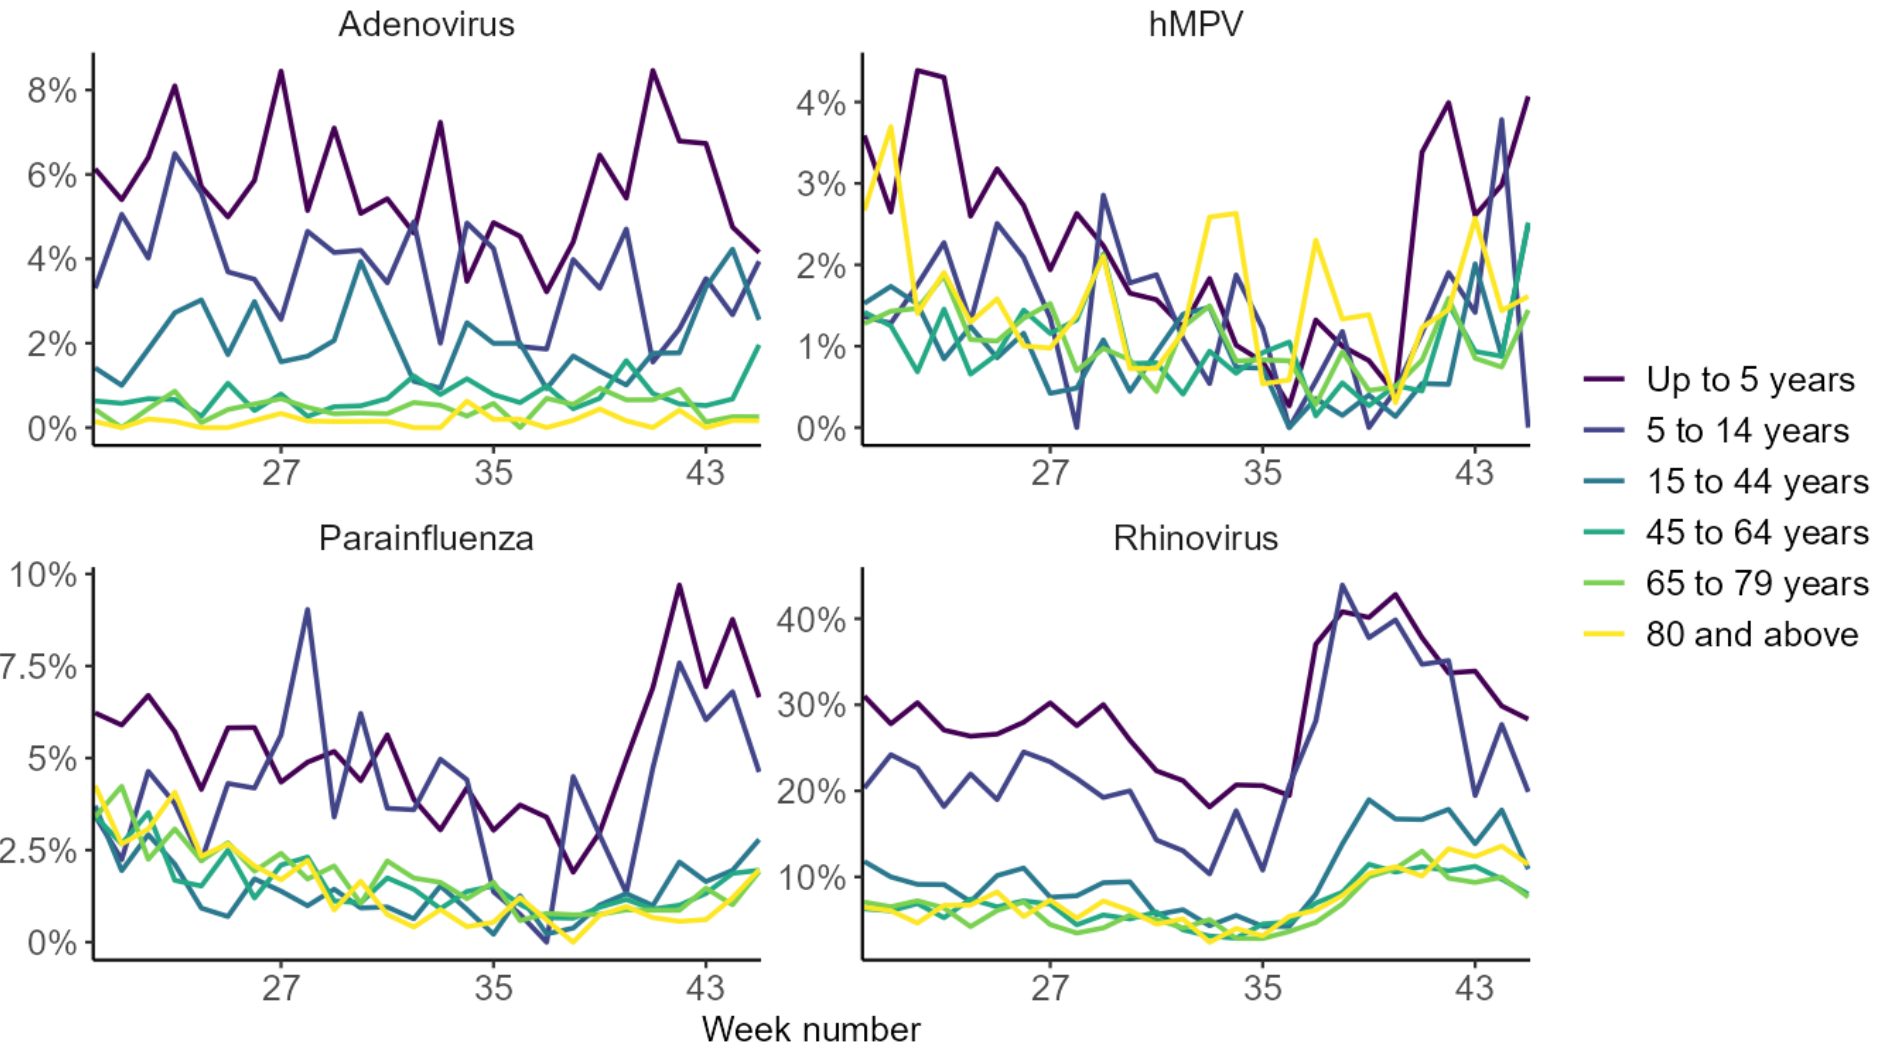 Adenovirus
8%
6%
4%
2%
0%
27 35 43
hMPV
4%
3%
2%
1%
0%
27 35 43
Parainfluenza
10%
7.5%
5%
2.5%
0%
27 35 43
Rhinovirus
40%
30%
20%
10%
27 35 43
Week number
Up to 5 years
5 to 14 years
15 to 44 years
45 to 64 years
65 to 79 years
80 and above